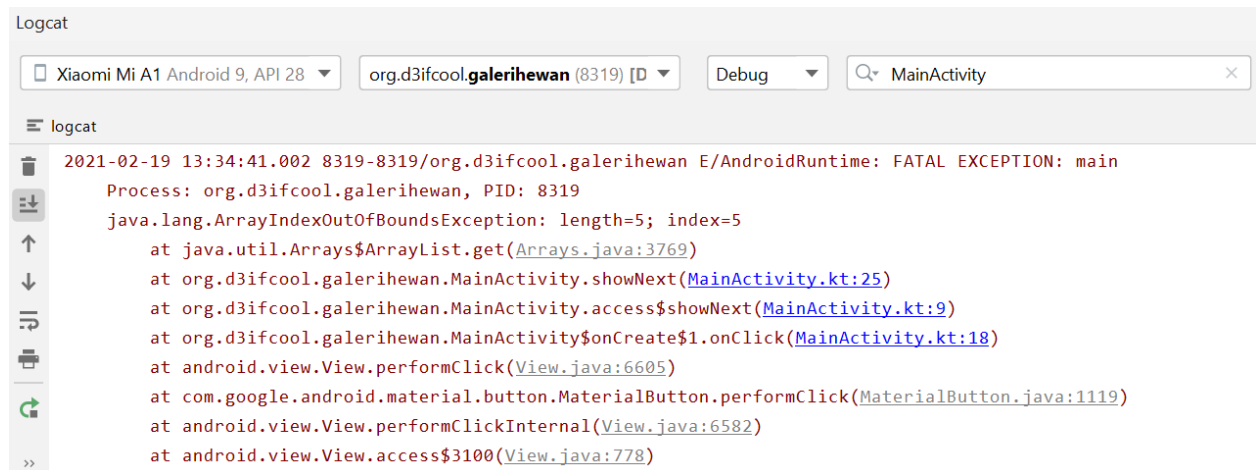 Logcat
Xiaomi Mi A1 Android 9, API 28
org.d3ifcool.galerihewan (8319) [D
Debug
MainActivity
logcat
2021-02-19 13:34:41.002 8319-8319/org.d3ifcool.galerihewan E/AndroidRuntime: FATAL EXCEPTION: main
Process: org.d3ifcool.galerihewan, PID: 8319
java.lang.ArrayIndexOutOfBoundsException: length=5; index=5
at java.util.Arrays$ArrayList.get(Arrays.java:3769)
at org.d3ifcool.galerihewan.MainActivity.showNext(MainActivity.kt:25)
at org.d3ifcool.galerihewan.MainActivity.access$showNext(MainActivity.kt:9)
at org.d3ifcool.galerihewan.MainActivity$onCreate$1.onClick(MainActivity.kt:18)
at android.view.View.performClick(View.java:6605)
at com.google.android.material.button.MaterialButton.performClick(MaterialButton.java:1119)
at android.view.View.performClickInternal(View.java:6582)
at android.view.View.access$3100(View.java:778)